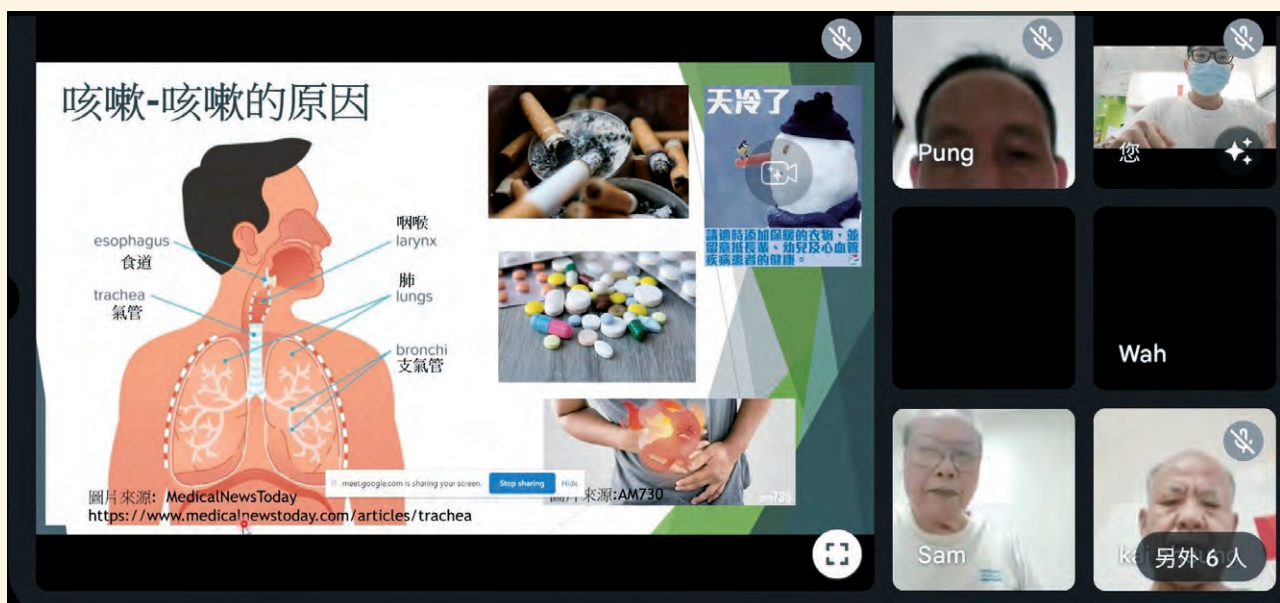 咳嗽-咳嗽的原因
esophagus
食道
trachea
氣管
咽喉
larynx
肺
lungs
bronchi
支氣管
圖片來源: MedicalNewsToday
https://www.medicalnewstoday.com/articles/trachea
天冷了
請適時添加保暖的衣物,並
留意抵長輩、幼兒及心血管
疾病患者的健康。
meet.google.com is sharing your screen.
Stop sharing
Hide
圖片來源:AM730
am730
Pung
您
Wah
Sam
另外 6 人